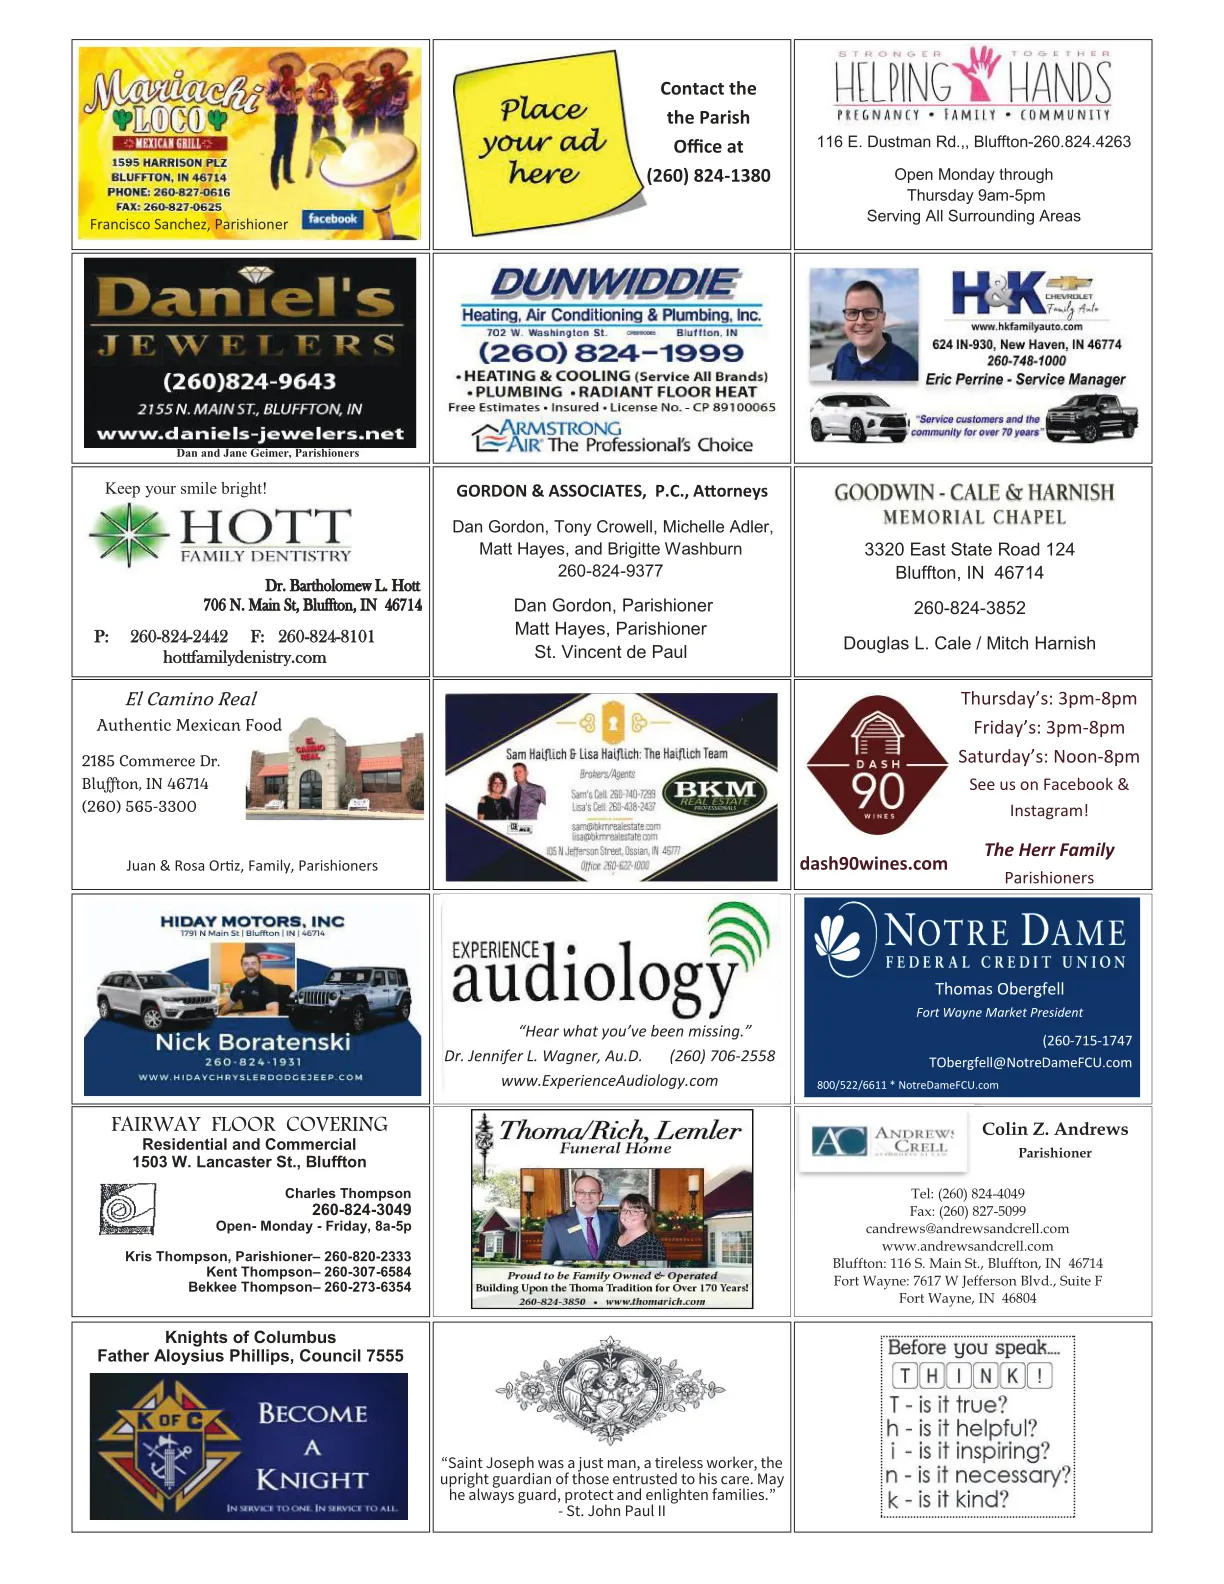 Mariachi
LOCO
MEXICAN GRILL
1595 HARRISON PLZ
BLUFFTON, IN 46714
PHONE: 260-827-0616
FAX: 260-827-0625
Francisco Sanchez, Parishioner
facebook
Place
your ad
here
Contact the
the Parish
Office at
(260) 824-1380
STRONGER TOGETHER
HELPING HANDS
PREGNANCY • FAMILY • COMMUNITY
116 E. Dustman Rd.,, Bluffton-260.824.4263
Open Monday through
Thursday 9am-5pm
Serving All Surrounding Areas
Daniel's
JEWELERS
(260)824-9643
2155 N. MAIN ST., BLUFFTON, IN
www.daniels-jewelers.net
Dan and Jane Geimer, Parishioners
DUNWIDDIE
Heating, Air Conditioning & Plumbing, Inc.
702 W. Washington St. CP89100065 Bluffton, IN
(260) 824-1999
• HEATING & COOLING (Service All Brands)
• PLUMBING • RADIANT FLOOR HEAT
Free Estimates • Insured • License No. - CP 89100065
ARMSTRONG
AIR® The Professional's Choice
H&K
CHEVROLET
Family Auto
www.hkfamilyauto.com
624 IN-930, New Haven, IN 46774
260-748-1000
Eric Perrine - Service Manager
"Service customers and the
community for over 70 years"
Keep your smile bright!
HOTT
FAMILY DENTISTRY
Dr. Bartholomew L. Hott
706 N. Main St, Bluffton, IN 46714
P: 260-824-2442 F: 260-824-8101
hottfamilydenistry.com
GORDON & ASSOCIATES, P.C., Attorneys
Dan Gordon, Tony Crowell, Michelle Adler,
Matt Hayes, and Brigitte Washburn
260-824-9377
Dan Gordon, Parishioner
Matt Hayes, Parishioner
St. Vincent de Paul
GOODWIN - CALE & HARNISH
MEMORIAL CHAPEL
3320 East State Road 124
Bluffton, IN 46714
260-824-3852
Douglas L. Cale / Mitch Harnish
El Camino Real
Authentic Mexican Food
2185 Commerce Dr.
Bluffton, IN 46714
(260) 565-3300
EL
CAMINO
REAL
Juan & Rosa Ortiz, Family, Parishioners
Sam Haiflich & Lisa Haiflich: The Haiflich Team
Brokers/Agents
Sam's Cell: 260-740-7299
Lisa's Cell: 260-438-2437
BKM
REAL ESTATE
PROFESSIONALS
sam@bkmrealestate.com
lisa@bkmrealestate.com
105 N Jefferson Street, Ossian, IN 46777
Office 260-622-1000
DASH
90
WINES
Thursday's: 3pm-8pm
Friday's: 3pm-8pm
Saturday's: Noon-8pm
See us on Facebook &
Instagram!
The Herr Family
dash90wines.com
Parishioners
HIDAY MOTORS, INC
1791 N Main St | Bluffton | IN | 46714
Nick Boratenski
260-824-1931
WWW.HIDAYCHRYSLERDODGEJEEP.COM
EXPERIENCE
audiology
“Hear what you’ve been missing.”
Dr. Jennifer L. Wagner, Au.D. (260) 706-2558
www.ExperienceAudiology.com
NOTRE DAME
FEDERAL CREDIT UNION
Thomas Obergfell
Fort Wayne Market President
(260-715-1747
TObergfell@NotreDameFCU.com
800/522/6611 * NotreDameFCU.com
FAIRWAY FLOOR COVERING
Residential and Commercial
1503 W. Lancaster St., Bluffton
Charles Thompson
260-824-3049
Open- Monday - Friday, 8a-5p
Kris Thompson, Parishioner– 260-820-2333
Kent Thompson– 260-307-6584
Bekkee Thompson– 260-273-6354
Thoma/Rich, Lemler
Funeral Home
Proud to be Family Owned & Operated
Building Upon the Thoma Tradition for Over 170 Years!
260-824-3850 • www.thomarich.com
AC
ANDREWS
& CRELL
ATTORNEYS AT LAW
Colin Z. Andrews
Parishioner
Tel: (260) 824-4049
Fax: (260) 827-5099
candrews@andrewsandcrell.com
www.andrewsandcrell.com
Bluffton: 116 S. Main St., Bluffton, IN 46714
Fort Wayne: 7617 W Jefferson Blvd., Suite F
Fort Wayne, IN 46804
Knights of Columbus
Father Aloysius Phillips, Council 7555
K OF C
BECOME
A
KNIGHT
IN SERVICE TO ONE. IN SERVICE TO ALL.
“Saint Joseph was a just man, a tireless worker, the
upright guardian of those entrusted to his care. May
he always guard, protect and enlighten families.”
- St. John Paul II
Before you speak....
THINK!
T - is it true?
h - is it helpful?
i - is it inspiring?
n - is it necessary?
k - is it kind?